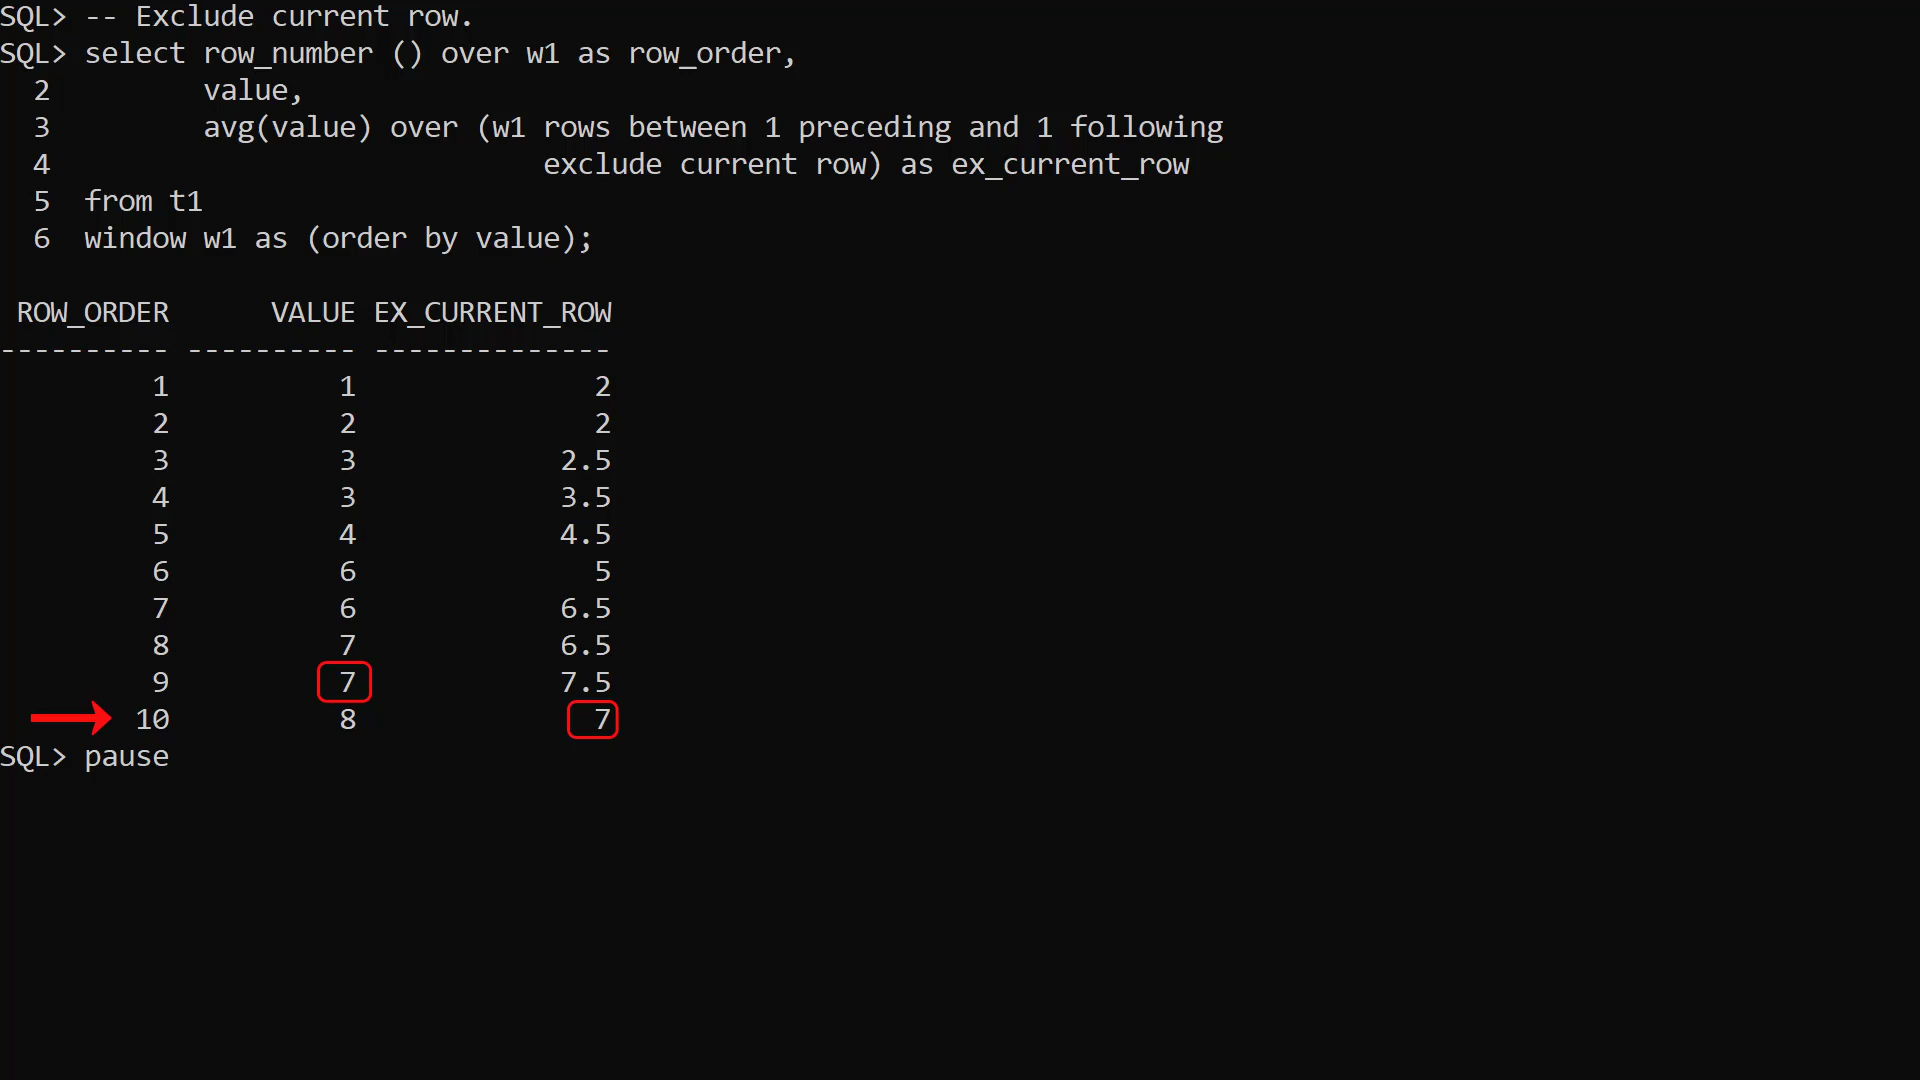 SQL> -- Exclude current row.
SQL> select row_number () over w1 as row_order,
  2         value,
  3         avg(value) over (w1 rows between 1 preceding and 1 following
  4                             exclude current row) as ex_current_row
  5  from t1
  6  window w1 as (order by value);

 ROW_ORDER      VALUE EX_CURRENT_ROW
---------- ---------- --------------
         1          1              2
         2          2              2
         3          3            2.5
         4          3            3.5
         5          4            4.5
         6          6              5
         7          6            6.5
         8          7            6.5
         9          7            7.5
        10          8              7
SQL> pause